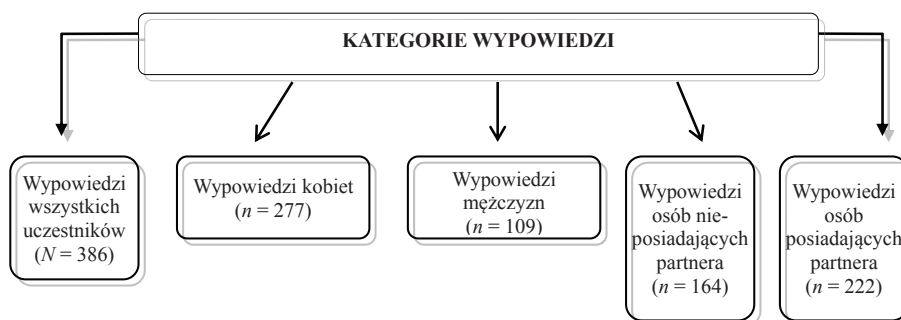 KATEGORIE WYPOWIEDZI
Wypowiedzi
wszystkich
uczestników
(N = 386)
Wypowiedzi kobiet
(n = 277)
Wypowiedzi
mężczyzn
(n = 109)
Wypowiedzi
osób nie-
posiadających
partnera
(n = 164)
Wypowiedzi
osób
posiadających
partnera
(n = 222)